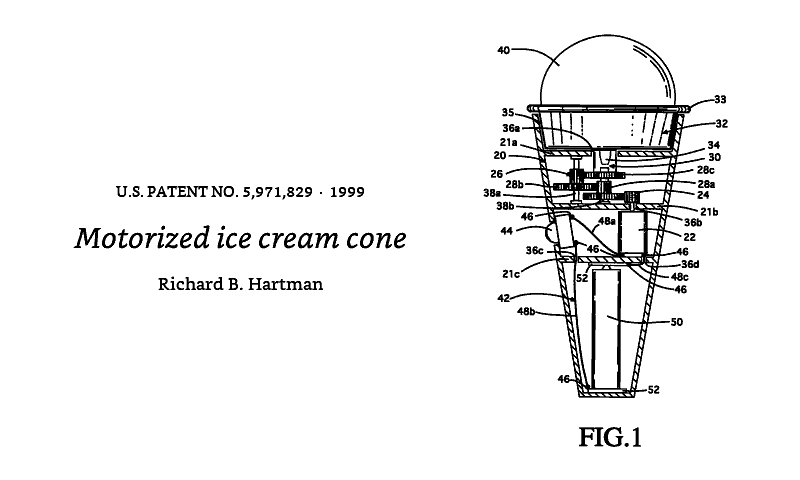 U.S. PATENT NO. 5,971,829 · 1999
Motorized ice cream cone
Richard B. Hartman
40
33
35
32
36a
21a
34
20
30
26
28c
28b
28a
38a
24
38b
21b
46
36b
44
48a
22
36c
46
46
36d
21c
52
48c
46
42
48b
50
46
52
FIG.1